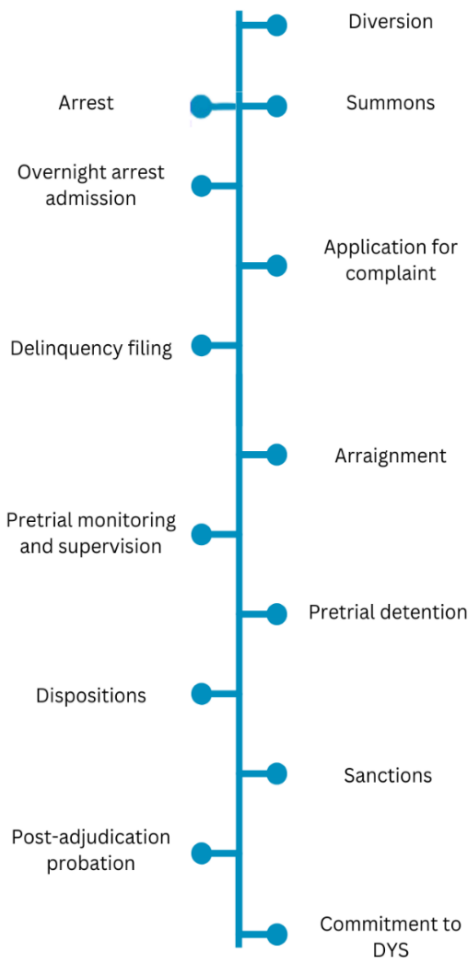 Diversion
Arrest
Summons
Overnight arrest
admission
Application for
complaint
Delinquency filing
Arraignment
Pretrial monitoring
and supervision
Pretrial detention
Dispositions
Sanctions
Post-adjudication
probation
Commitment to
DYS